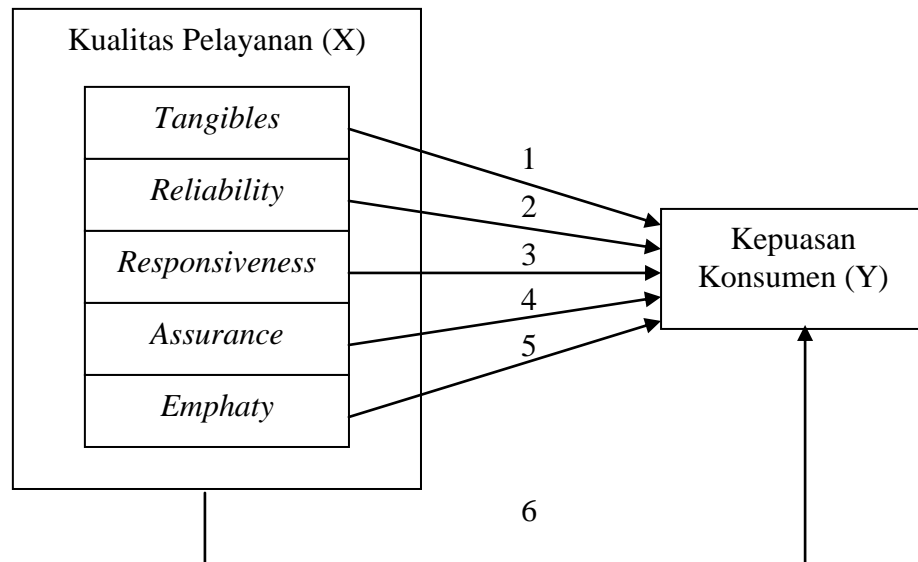 Kualitas Pelayanan (X)
Tangibles
Reliability
Responsiveness
Assurance
Emphaty
1
2
3
4
5
Kepuasan
Konsumen (Y)
6